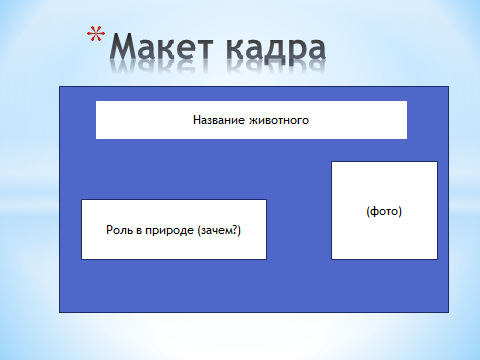 * Макет кадра
Название животного
(фото)
Роль в природе (зачем?)